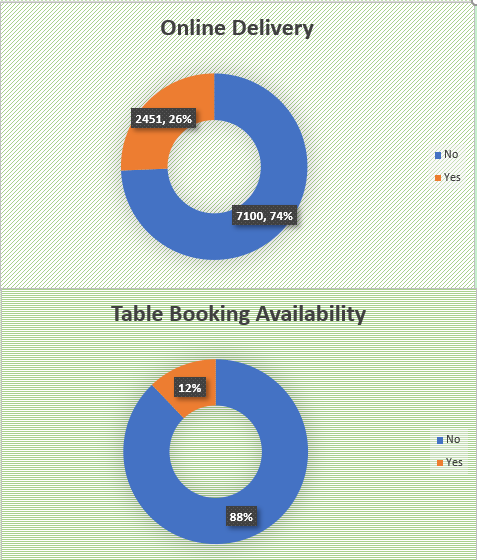 Online Delivery
2451, 26%
No
Yes
7100, 74%
Table Booking Availability
12%
No
Yes
88%